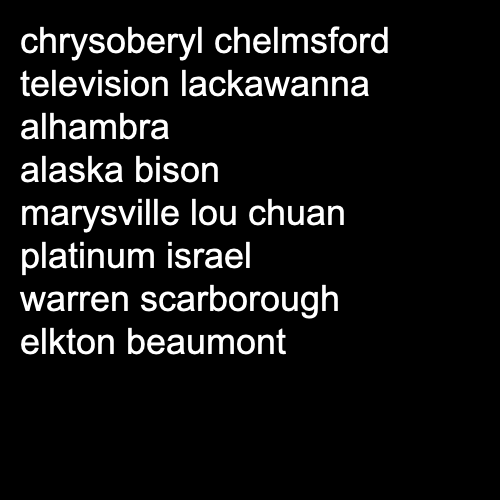 chrysoberyl chelmsford
television lackawanna
alhambra
alaska bison
marysville lou chuan
platinum israel
warren scarborough
elkton beaumont